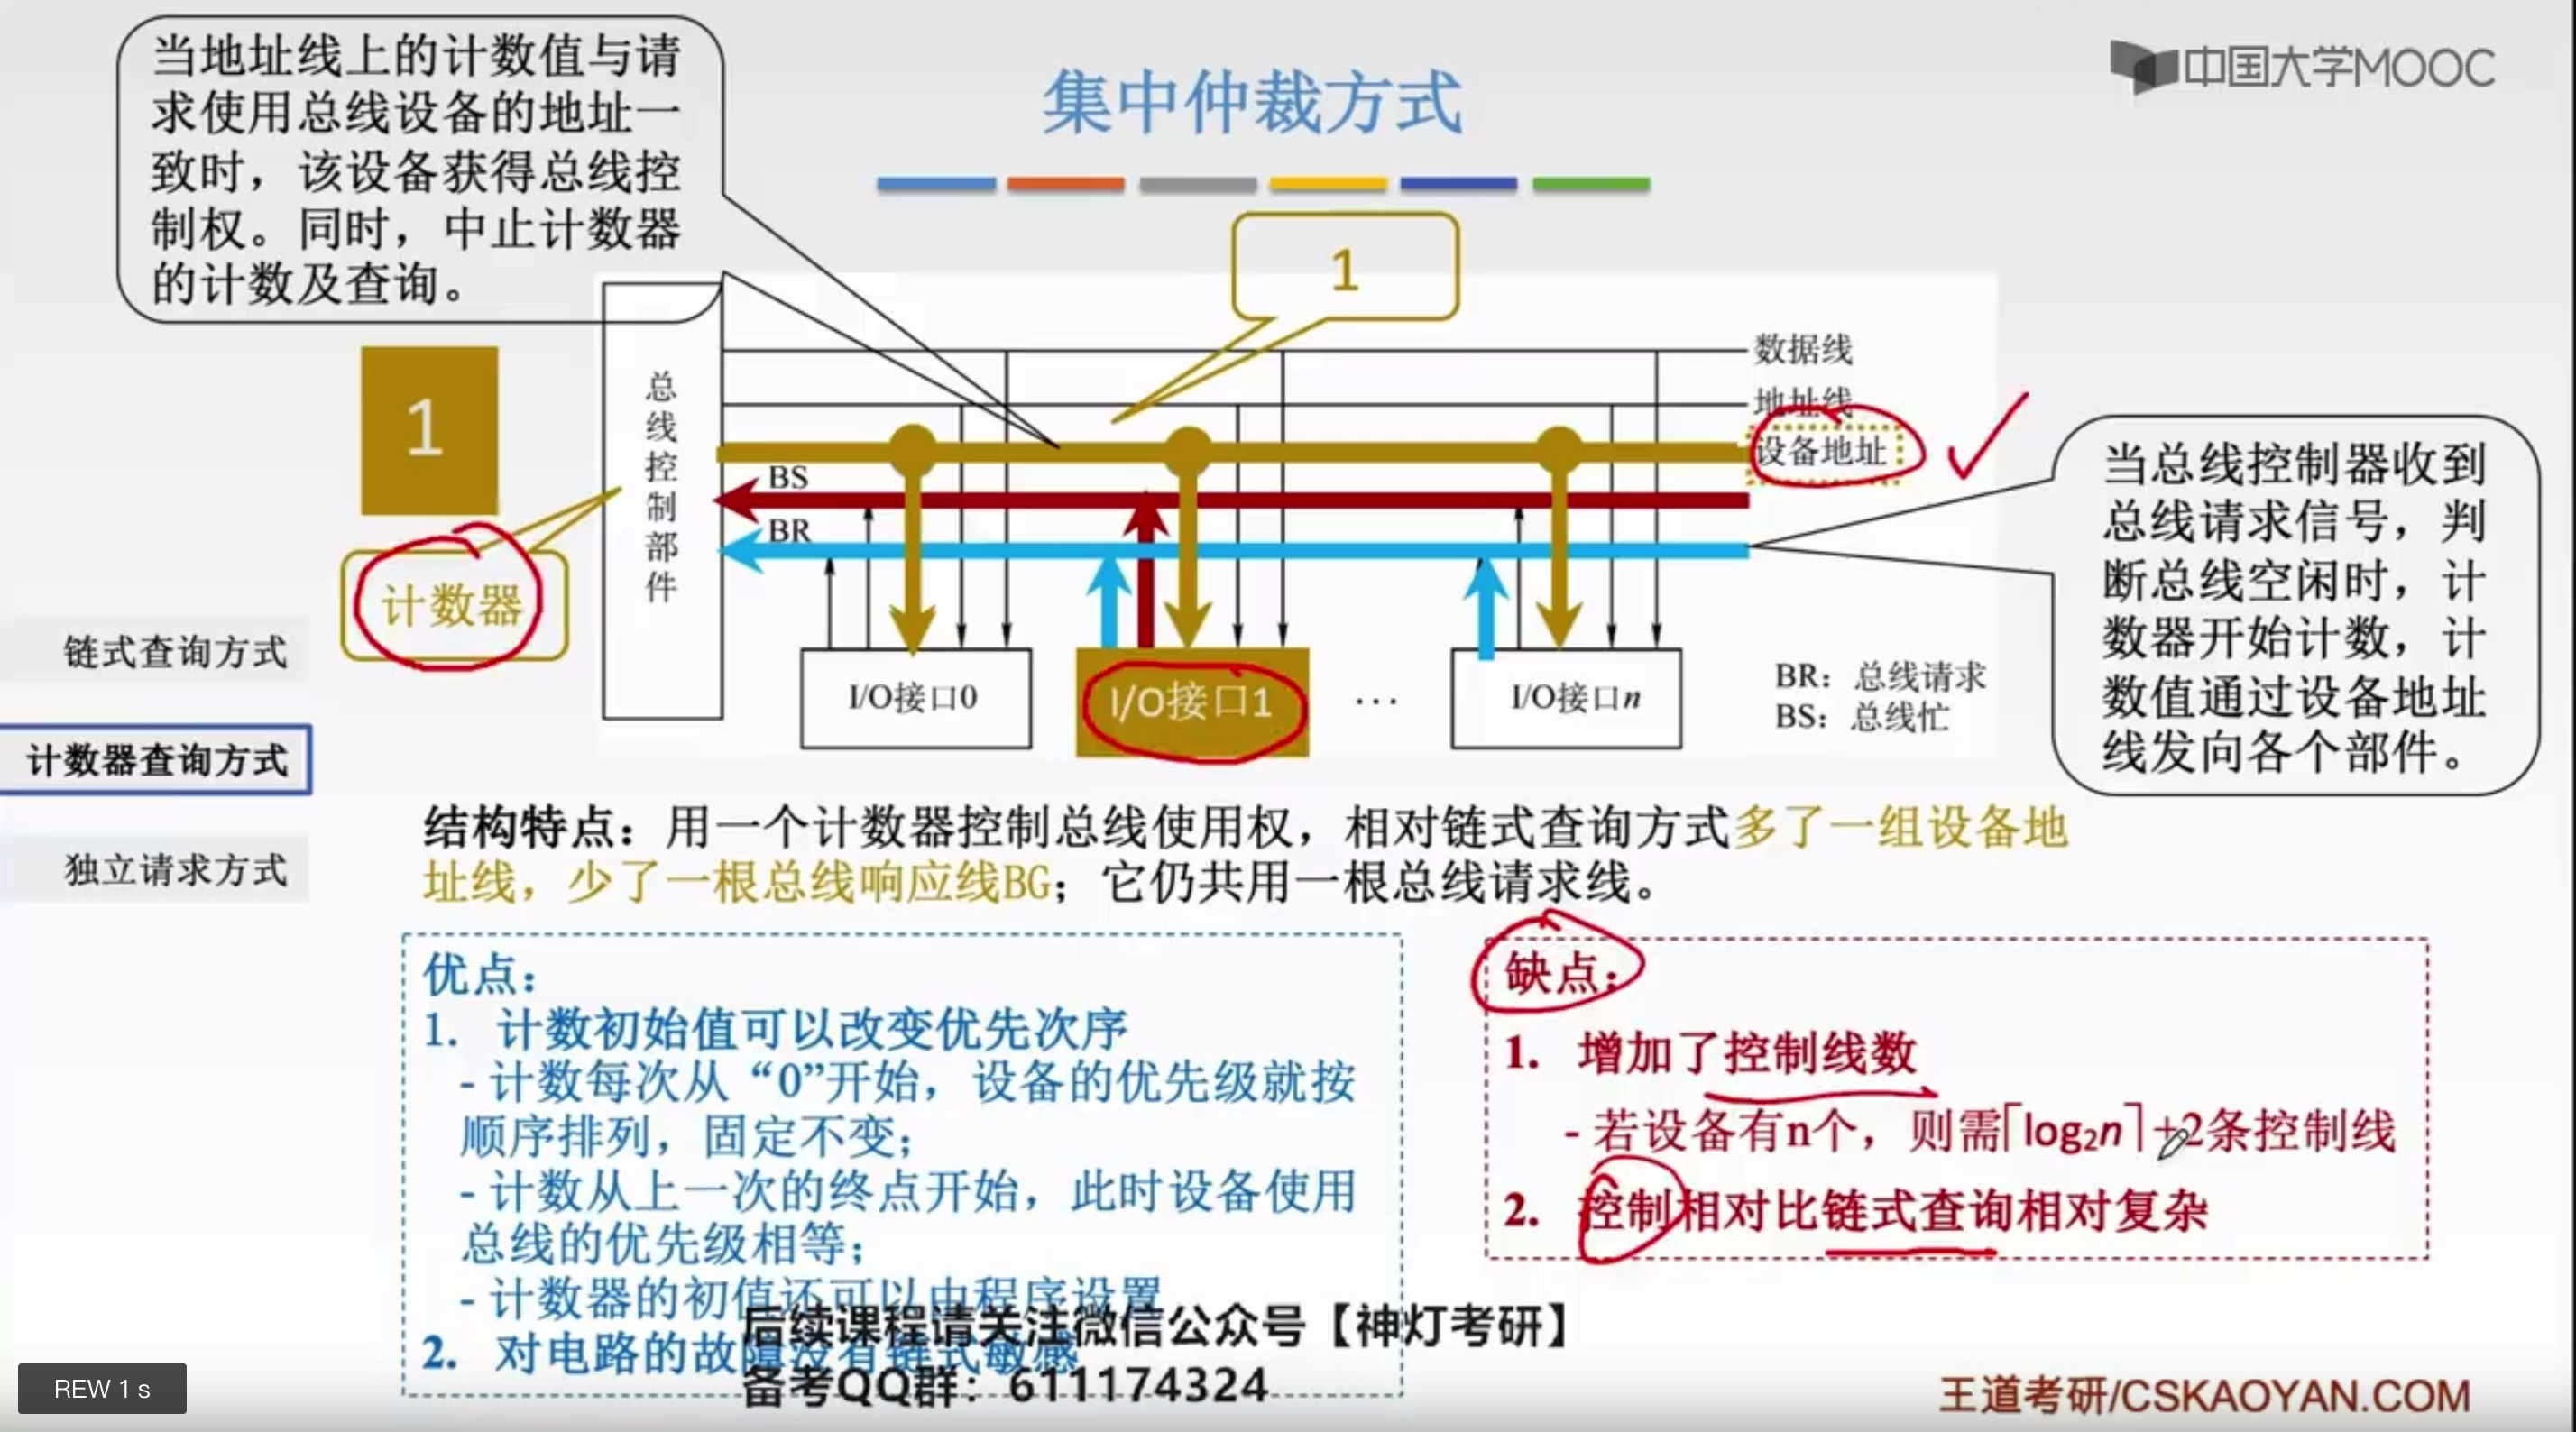 当地址线上的计数值与请
求使用总线设备的地址一
致时，该设备获得总线控
制权。同时，中止计数器
的计数及查询。
中国大学MOOC
集中仲裁方式
1
1
计数器
总线控制部件
数据线
地址线
设备地址
BS
BR
I/O接口0
I/O接口1
...
I/O接口n
BR：总线请求
BS：总线忙
当总线控制器收到
总线请求信号，判
断总线空闲时，计
数器开始计数，计
数值通过设备地址
线发向各个部件。
链式查询方式
计数器查询方式
独立请求方式
结构特点：用一个计数器控制总线使用权，相对链式查询方式多了一组设备地
址线，少了一根总线响应线BG；它仍共用一根总线请求线。
优点：
1. 计数初始值可以改变优先次序
- 计数每次从“0”开始，设备的优先级就按
顺序排列，固定不变；
- 计数从上一次的终点开始，此时设备使用
总线的优先级相等；
- 计数器的初值还可以由程序设置
2. 对电路的故障没有链式敏感
缺点：
1. 增加了控制线数
- 若设备有n个，则需⌈log₂n⌉+2条控制线
2. 控制相对比链式查询相对复杂
后续课程请关注微信公众号【神灯考研】
备考QQ群：611174324
REW 1 s
王道考研/CSKAOYAN.COM